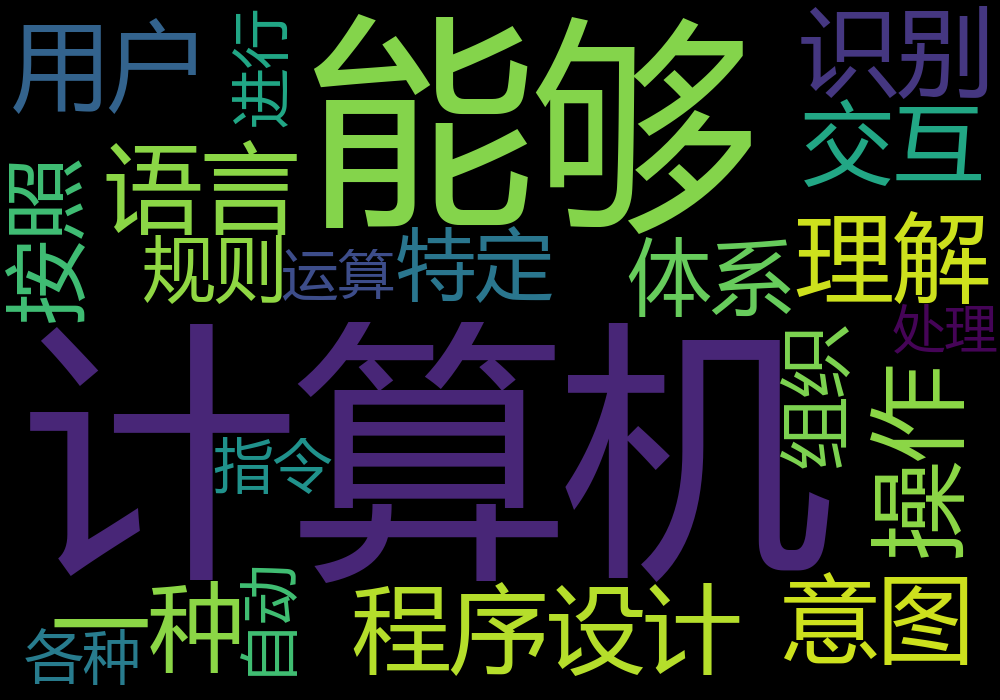 用户
进行
能够
识别
语言
交互
按照
规则
运算
特定
体系
理解
处理
计算机
指令
组织
操作
自动
各种
一种
程序设计
意图